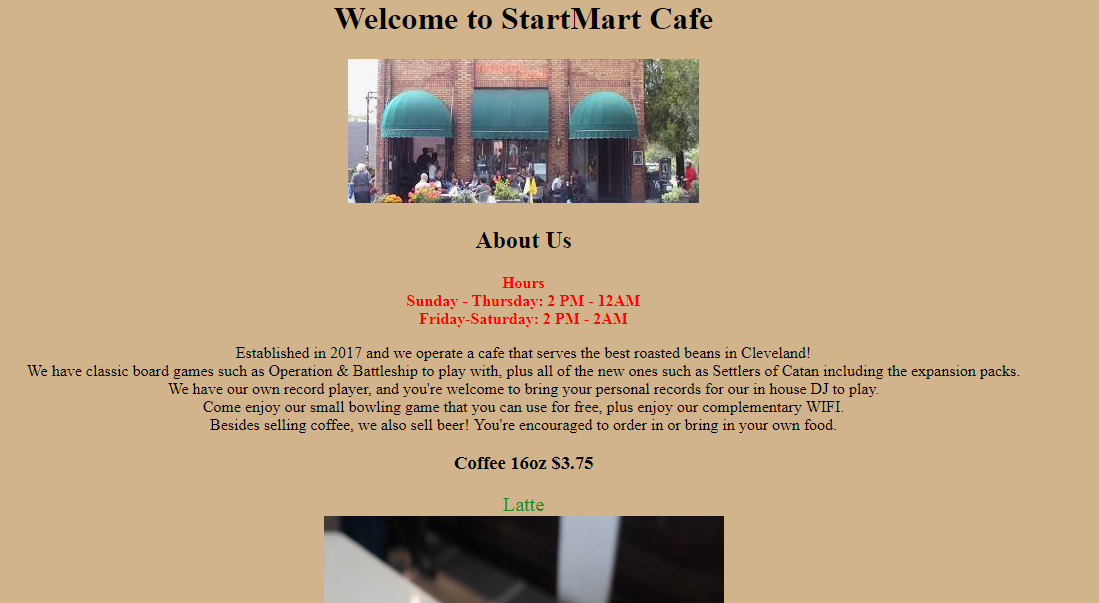 Welcome to StartMart Cafe
About Us
Hours
Sunday - Thursday: 2 PM - 12AM
Friday-Saturday: 2 PM - 2AM
Established in 2017 and we operate a cafe that serves the best roasted beans in Cleveland!
We have classic board games such as Operation & Battleship to play with, plus all of the new ones such as Settlers of Catan including the expansion packs.
We have our own record player, and you're welcome to bring your personal records for our in house DJ to play.
Come enjoy our small bowling game that you can use for free, plus enjoy our complementary WIFI.
Besides selling coffee, we also sell beer! You're encouraged to order in or bring in your own food.
Coffee 16oz $3.75
Latte